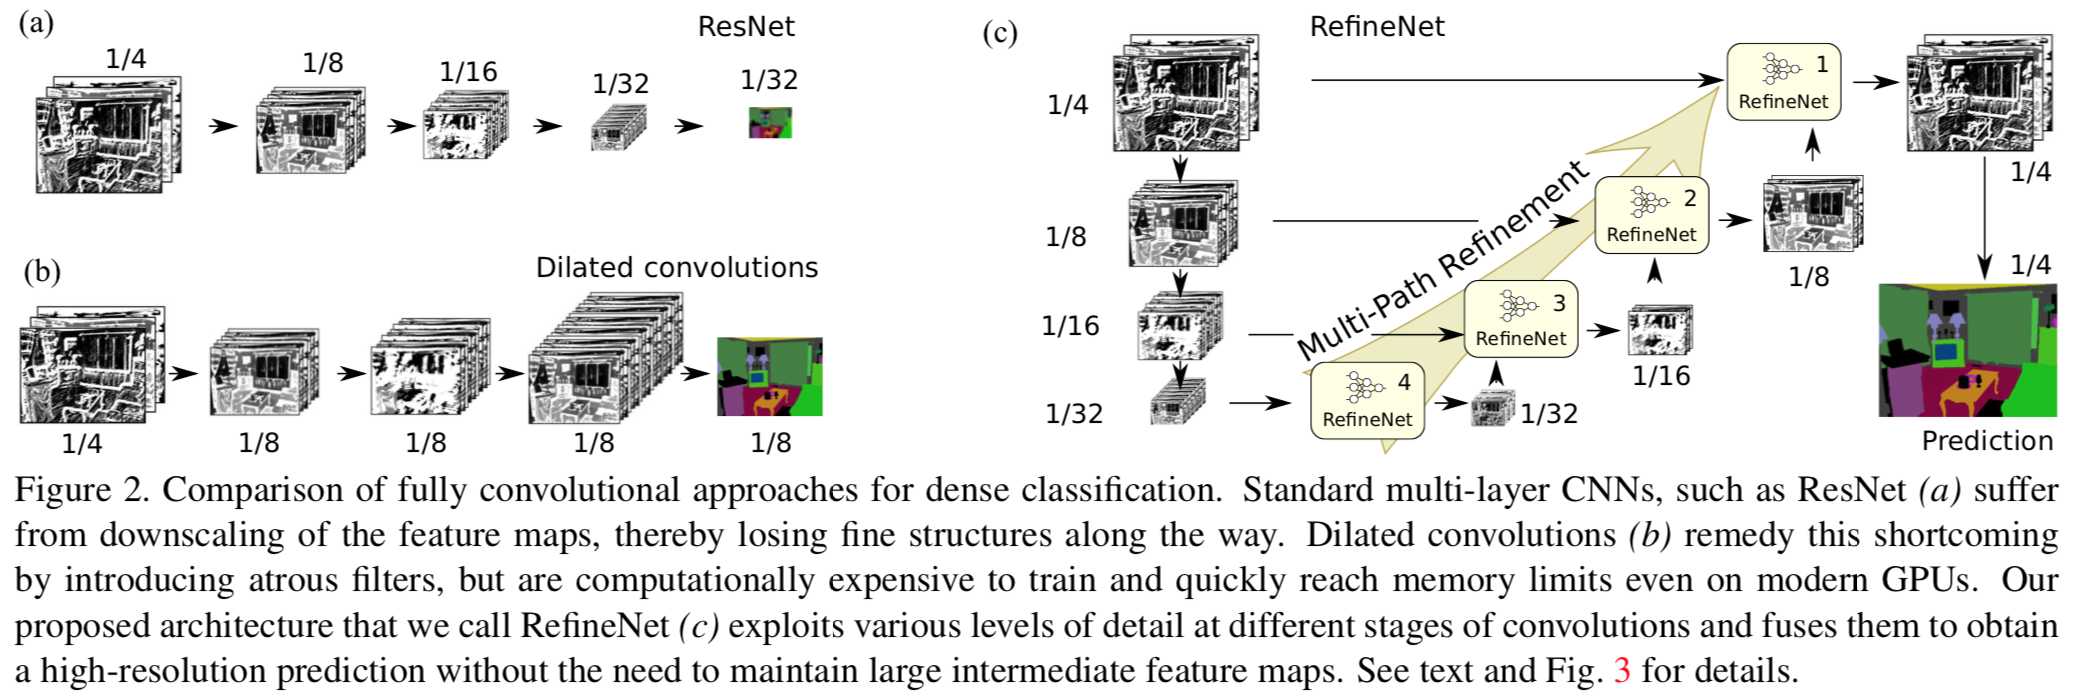 (a)
ResNet
1/4
1/8
1/16
1/32
1/32
(b)
Dilated convolutions
1/4
1/8
1/8
1/8
1/8
(c)
RefineNet
1/4
1/8
1/16
1/32
Multi-Path Refinement
1
RefineNet
2
RefineNet
3
RefineNet
4
RefineNet
1/32
1/16
1/8
1/4
1/4
Prediction
Figure 2. Comparison of fully convolutional approaches for dense classification. Standard multi-layer CNNs, such as ResNet (a) suffer
from downscaling of the feature maps, thereby losing fine structures along the way. Dilated convolutions (b) remedy this shortcoming
by introducing atrous filters, but are computationally expensive to train and quickly reach memory limits even on modern GPUs. Our
proposed architecture that we call RefineNet (c) exploits various levels of detail at different stages of convolutions and fuses them to obtain
a high-resolution prediction without the need to maintain large intermediate feature maps. See text and Fig. 3 for details.